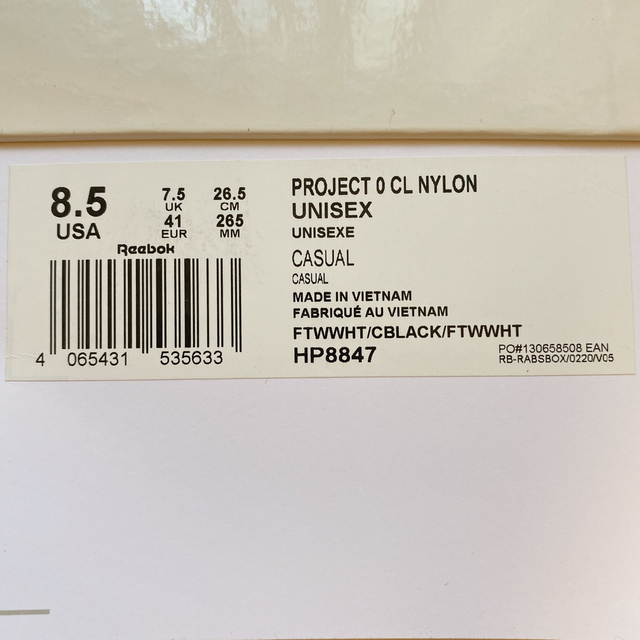 8.5
USA
7.5
UK
41
EUR
26.5
CM
265
MM
Reebok
4 065431 535633
PROJECT 0 CL NYLON
UNISEX
UNISEXE
CASUAL
CASUAL
MADE IN VIETNAM
FABRIQUÉ AU VIETNAM
FTWWHT/CBLACK/FTWWHT
HP8847
PO#130658508 EAN
RB-RABSBOX/0220/V05